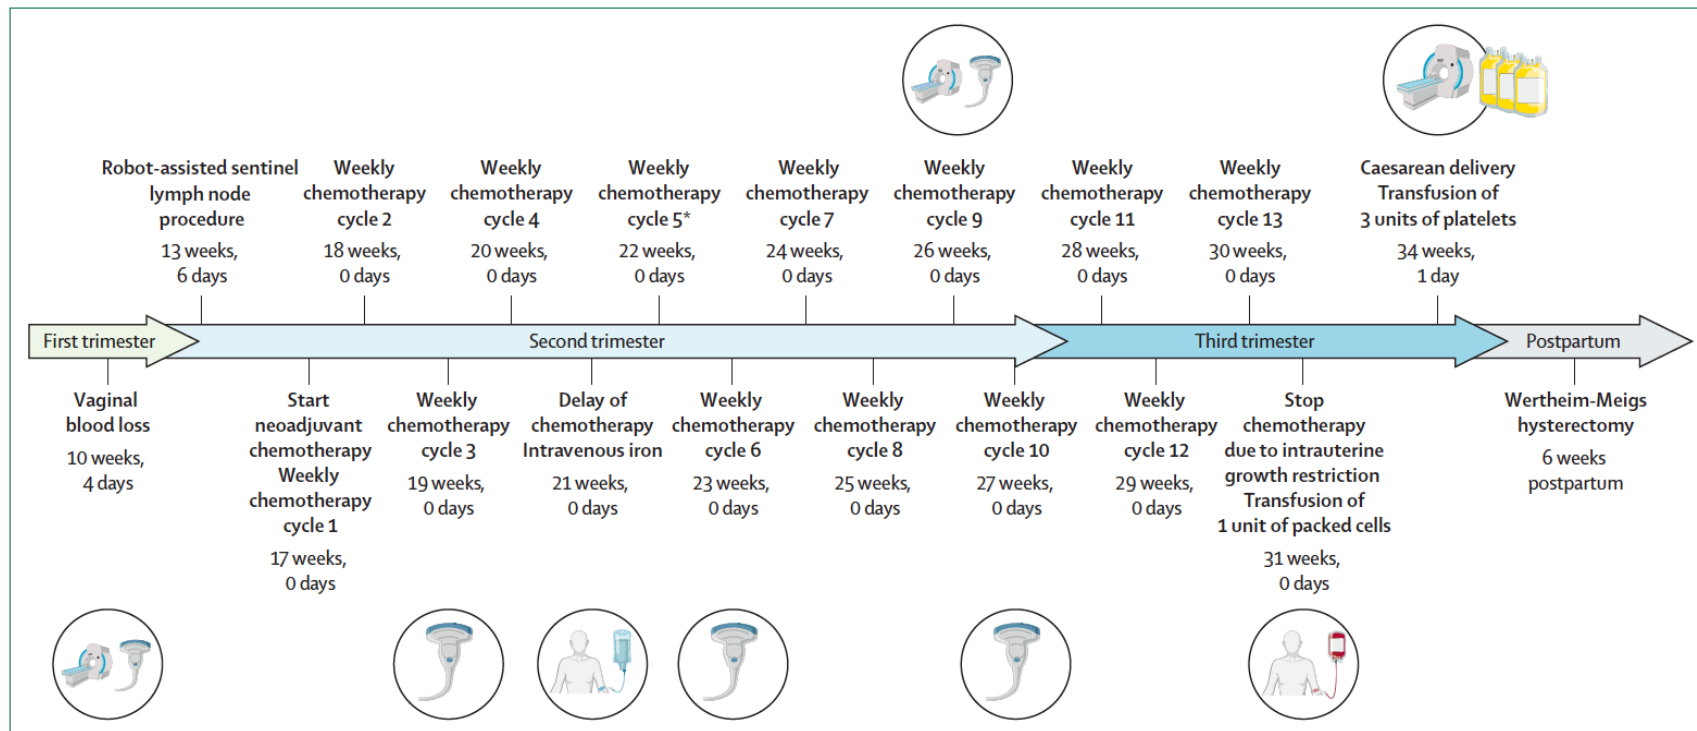 Robot-assisted sentinel
lymph node
procedure
13 weeks,
6 days
Weekly
chemotherapy
cycle 2
18 weeks,
0 days
Weekly
chemotherapy
cycle 4
20 weeks,
0 days
Weekly
chemotherapy
cycle 5*
22 weeks,
0 days
Weekly
chemotherapy
cycle 7
24 weeks,
0 days
Weekly
chemotherapy
cycle 9
26 weeks,
0 days
Weekly
chemotherapy
cycle 11
28 weeks,
0 days
Weekly
chemotherapy
cycle 13
30 weeks,
0 days
Caesarean delivery
Transfusion of
3 units of platelets
34 weeks,
1 day
First trimester
Second trimester
Third trimester
Postpartum
Vaginal
blood loss
10 weeks,
4 days
Start
neoadjuvant
chemotherapy
Weekly
chemotherapy
cycle 1
17 weeks,
0 days
Weekly
chemotherapy
cycle 3
19 weeks,
0 days
Delay of
chemotherapy
Intravenous iron
21 weeks,
0 days
Weekly
chemotherapy
cycle 6
23 weeks,
0 days
Weekly
chemotherapy
cycle 8
25 weeks,
0 days
Weekly
chemotherapy
cycle 10
27 weeks,
0 days
Weekly
chemotherapy
cycle 12
29 weeks,
0 days
Stop
chemotherapy
due to intrauterine
growth restriction
Transfusion of
1 unit of packed cells
31 weeks,
0 days
Wertheim-Meigs
hysterectomy
6 weeks
postpartum